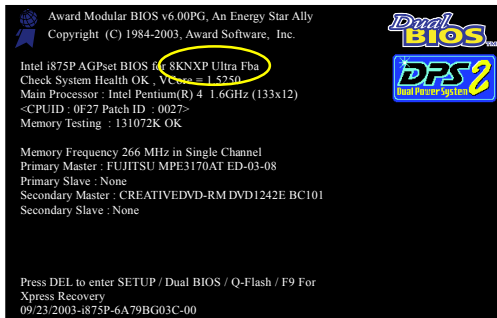 Award Modular BIOS v6.00PG, An Energy Star Ally
Copyright (C) 1984-2003, Award Software, Inc.
Dual
BIOS
Intel i875P AGPset BIOS for 8KNXP Ultra Fba
Check System Health OK , VCore = 1.5250
Main Processor : Intel Pentium(R) 4 1.6GHz (133x12)
<CPUID : 0F27 Patch ID : 0027>
Memory Testing : 131072K OK
DPS2
Dual Power System
Memory Frequency 266 MHz in Single Channel
Primary Master : FUJITSU MPE3170AT ED-03-08
Primary Slave : None
Secondary Master : CREATIVEDVD-RM DVD1242E BC101
Secondary Slave : None
Press DEL to enter SETUP / Dual BIOS / Q-Flash / F9 For
Xpress Recovery
09/23/2003-i875P-6A79BG03C-00